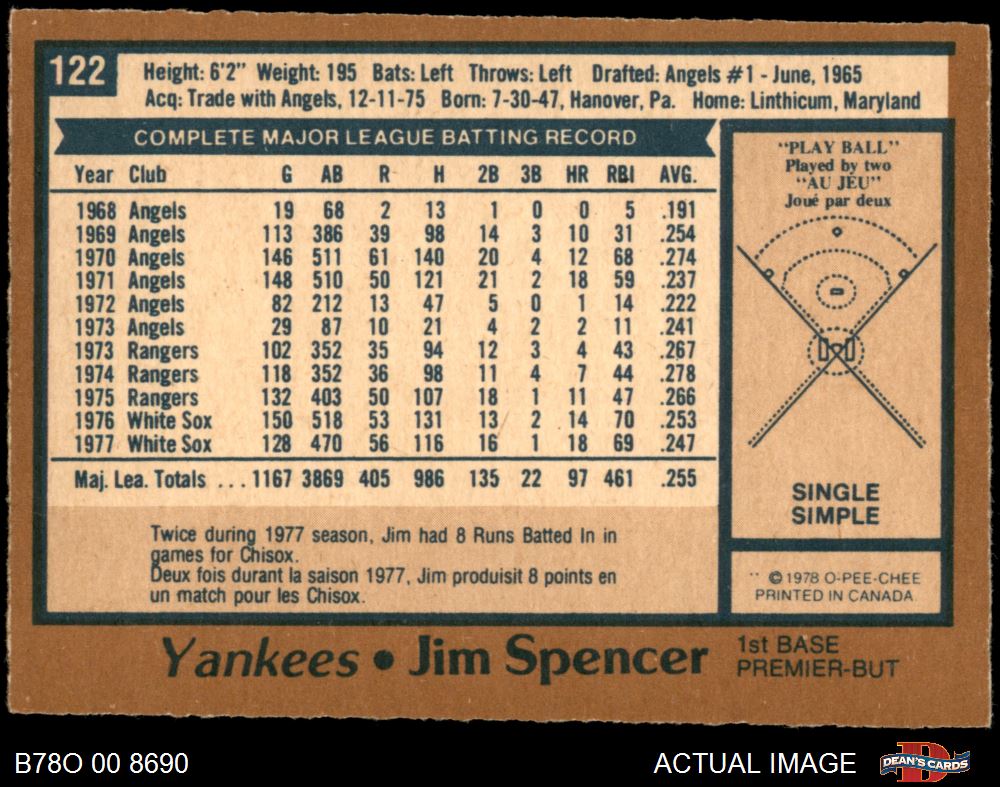 122
Height: 6'2" Weight: 195 Bats: Left Throws: Left Drafted: Angels #1 - June, 1965
Acq: Trade with Angels, 12-11-75 Born: 7-30-47, Hanover, Pa. Home: Linthicum, Maryland
COMPLETE MAJOR LEAGUE BATTING RECORD
Year Club G AB R H 2B 3B HR RBI AVG.
1968 Angels 19 68 2 13 1 0 0 5 .191
1969 Angels 113 386 39 98 14 3 10 31 .254
1970 Angels 146 511 61 140 20 4 12 68 .274
1971 Angels 148 510 50 121 21 2 18 59 .237
1972 Angels 82 212 13 47 5 0 1 14 .222
1973 Angels 29 87 10 21 4 2 2 11 .241
1973 Rangers 102 352 35 94 12 3 4 43 .267
1974 Rangers 118 352 36 98 11 4 7 44 .278
1975 Rangers 132 403 50 107 18 1 11 47 .266
1976 White Sox 150 518 53 131 13 2 14 70 .253
1977 White Sox 128 470 56 116 16 1 18 69 .247
Maj. Lea. Totals ... 1167 3869 405 986 135 22 97 461 .255
Twice during 1977 season, Jim had 8 Runs Batted In in
games for Chisox.
Deux fois durant la saison 1977, Jim produisit 8 points en
un match pour les Chisox.
"PLAY BALL"
Played by two
"AU JEU"
Joué par deux
SINGLE
SIMPLE
© 1978 O-PEE-CHEE
PRINTED IN CANADA
Yankees • Jim Spencer
1st BASE
PREMIER-BUT
B78O 00 8690
ACTUAL IMAGE
DEAN'S CARDS